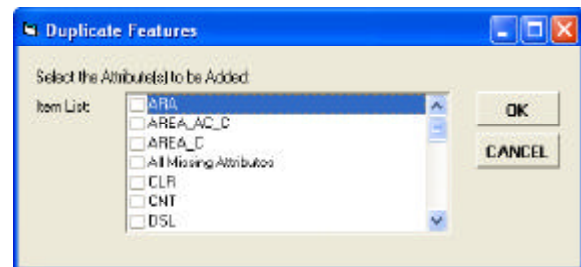 Duplicate Features
Select the Attribute(s) to be Added:
Item List:
ARA
AREA_AC_C
AREA_C
All Missing Attributes
CLR
CNT
DSL
OK
CANCEL